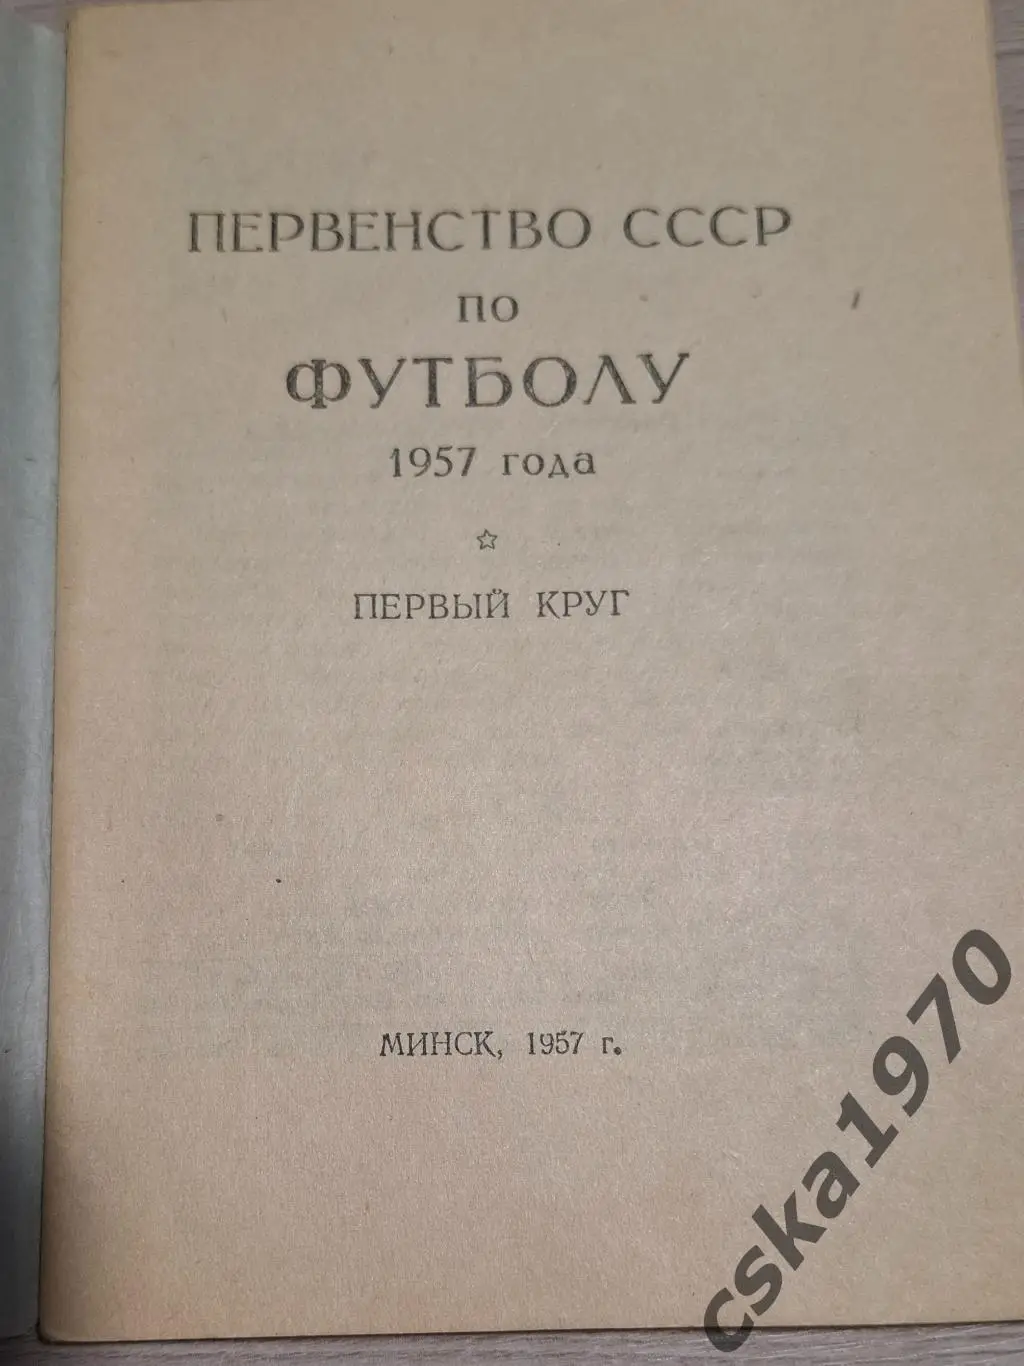 ПЕРВЕНСТВО СССР
ПО
ФУТБОЛУ
1957 года
ПЕРВЫЙ КРУГ
МИНСК, 1957 г.
cska1970